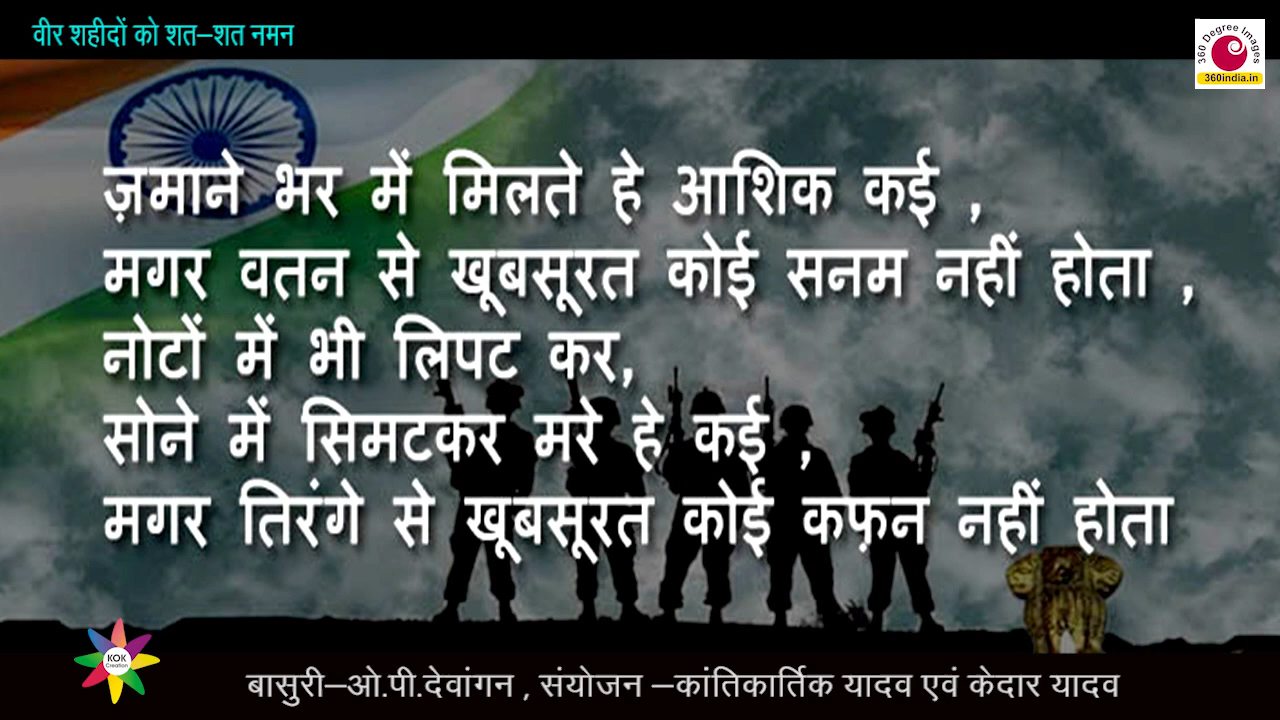 वीर शहीदों को शत–शत नमन
360 Degree Images
360india.in
ज़माने भर में मिलते हे आशिक कई ,
मगर वतन से खूबसूरत कोई सनम नहीं होता ,
नोटों में भी लिपट कर,
सोने में सिमटकर मरे हे कई ,
मगर तिरंगे से खूबसूरत कोई कफ़न नहीं होता
KOK
Creation
बासुरी–ओ.पी.देवांगन , संयोजन –कांतिकार्तिक यादव एवं केदार यादव